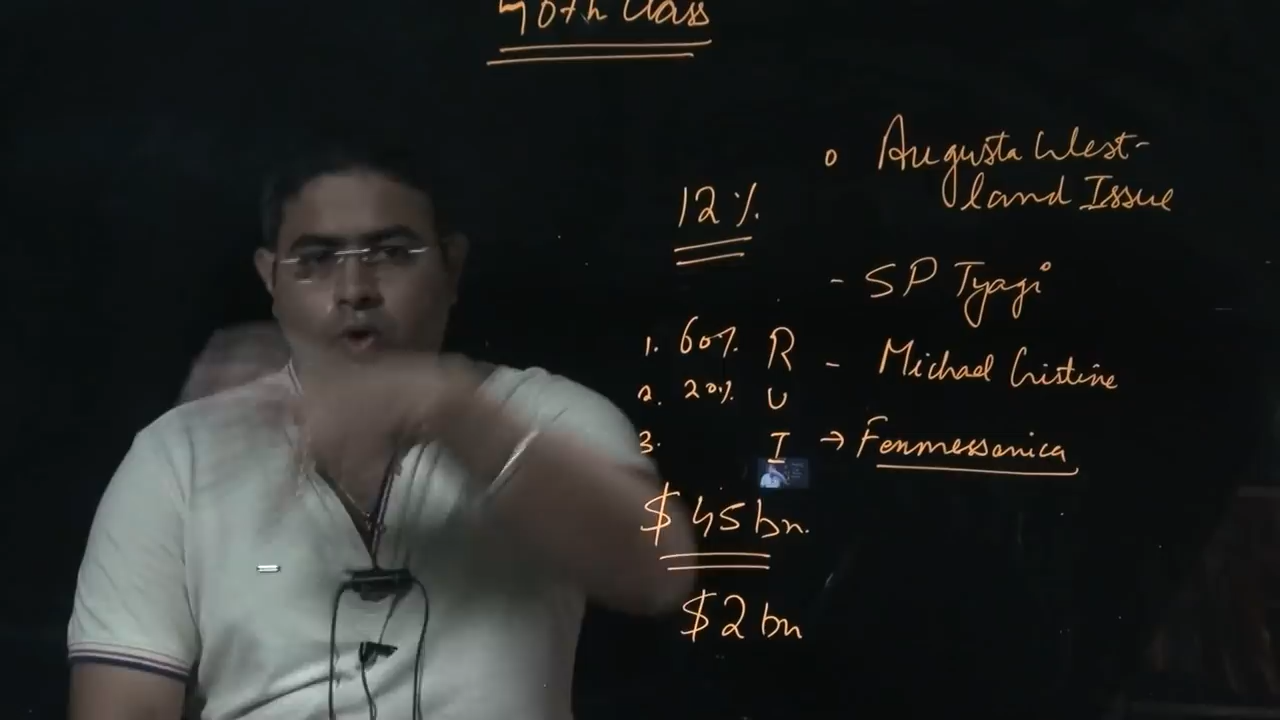 40th Class
o Augusta West-
land Issue
12%
- SP Tyagi
1. 60% R
- Michael Cristine
2. 20% U
3. I → Fenmessanica
$45 bn.
$2 bn